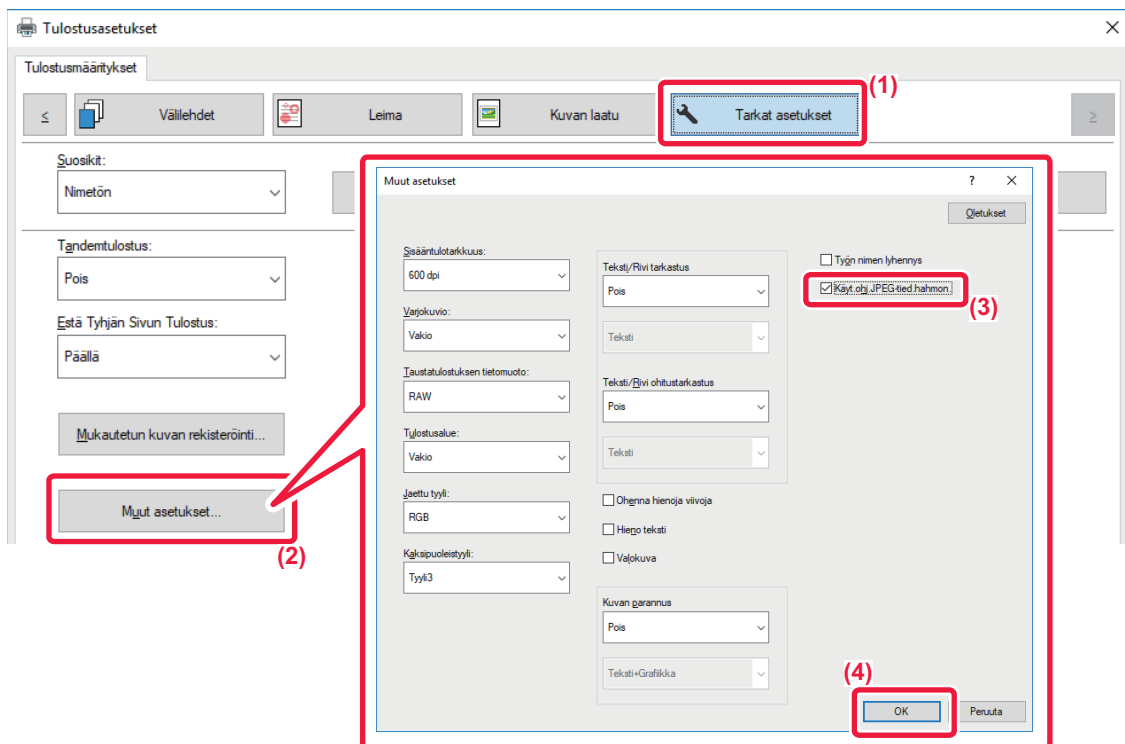 Tulostusasetukset
Tulostusmääritykset
(1)
<
Välilehdet
Leima
Kuvan laatu
Tarkat asetukset
>
Suosikit:
Nimetön
Tandemtulostus:
Pois
Estä Tyhjän Sivun Tulostus:
Päällä
Mukautetun kuvan rekisteröinti...
Muut asetukset...
(2)
Muut asetukset
?
Oletukset
Sisääntulotarkkuus:
600 dpi
Varjokuvio:
Vakio
Taustatulostuksen tietomuoto:
RAW
Tulostusalue:
Vakio
Jaettu tyyli:
RGB
Kaksipuoleistyyli:
Tyyli3
Teksti/Rivi tarkastus
Pois
Teksti
Teksti/Rivi ohitustarkastus
Pois
Teksti
Ohenna hienoja viivoja
Hieno teksti
Valokuva
Kuvan parannus
Pois
Teksti+Grafiikka
Työn nimen lyhennys
Käyt.ohj.JPEG-tied.hahmon.
(3)
(4)
OK
Peruuta